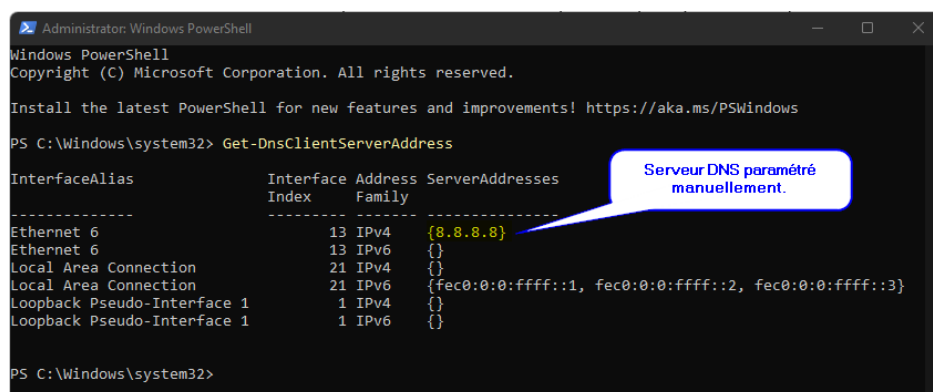 Administrator: Windows PowerShell
Windows PowerShell
Copyright (C) Microsoft Corporation. All rights reserved.
Install the latest PowerShell for new features and improvements! https://aka.ms/PSWindows
PS C:\Windows\system32> Get-DnsClientServerAddress
Serveur DNS paramétré
manuellement.
InterfaceAlias Interface Address ServerAddresses
Index Family
-------------- --------- ------- ---------------
Ethernet 6 13 IPv4 {8.8.8.8}
Ethernet 6 13 IPv6 {}
Local Area Connection 21 IPv4 {}
Local Area Connection 21 IPv6 {fec0:0:0:ffff::1, fec0:0:0:ffff::2, fec0:0:0:ffff::3}
Loopback Pseudo-Interface 1 1 IPv4 {}
Loopback Pseudo-Interface 1 1 IPv6 {}
PS C:\Windows\system32>